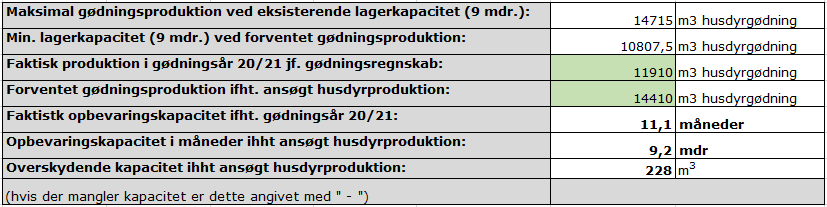 Maksimal gødningsproduktion ved eksisterende lagerkapacitet (9 mdr.): 14715 m3 husdyrgødning
Min. lagerkapacitet (9 mdr.) ved forventet gødningsproduktion: 10807,5 m3 husdyrgødning
Faktisk produktion i gødningsår 20/21 jf. gødningsregnskab: 11910 m3 husdyrgødning
Forventet gødningsproduktion ifht. ansøgt husdyrproduktion: 14410 m3 husdyrgødning
Faktistk opbevaringskapacitet ifht. gødningsår 20/21: 11,1 måneder
Opbevaringskapacitet i måneder ihht ansøgt husdyrproduktion: 9,2 mdr
Overskydende kapacitet ihht ansøgt husdyrproduktion: 228 m³
(hvis der mangler kapacitet er dette angivet med " - ")